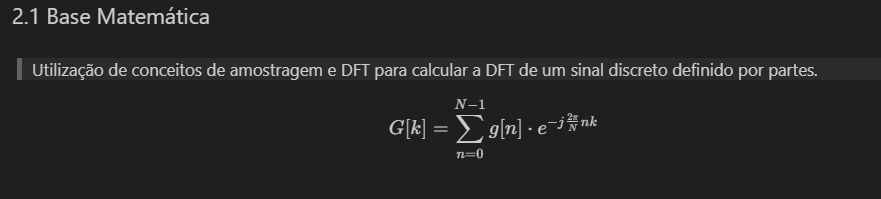 2.1 Base Matemática
Utilização de conceitos de amostragem e DFT para calcular a DFT de um sinal discreto definido por partes.
G[k] = \sum_{n=0}^{N-1} g[n] \cdot e^{-j\frac{2\pi}{N}nk}